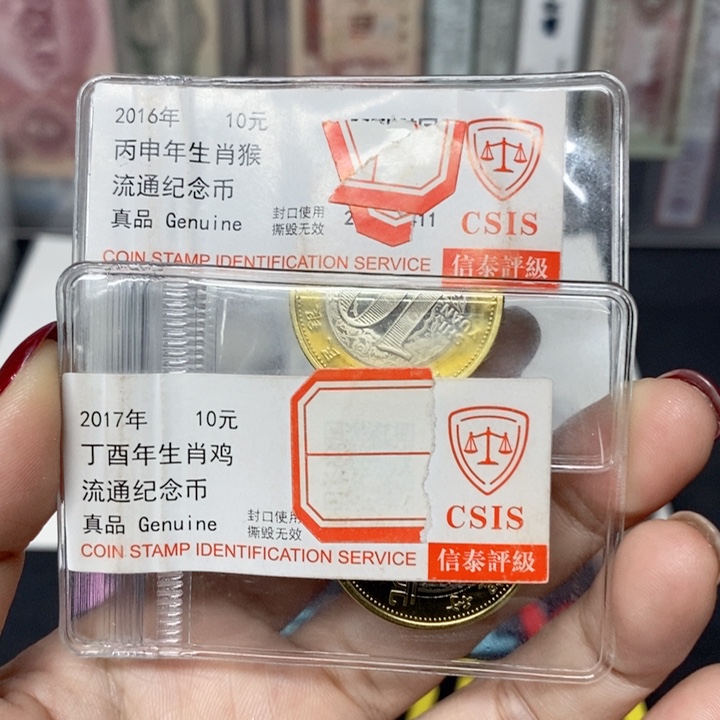 2016年 10元
丙申年生肖猴
流通纪念币
真品 Genuine
封口使用
撕毁无效
CSIS
COIN STAMP IDENTIFICATION SERVICE
信泰評級
2017年 10元
丁酉年生肖鸡
流通纪念币
真品 Genuine
封口使用
撕毁无效
CSIS
COIN STAMP IDENTIFICATION SERVICE
信泰評級